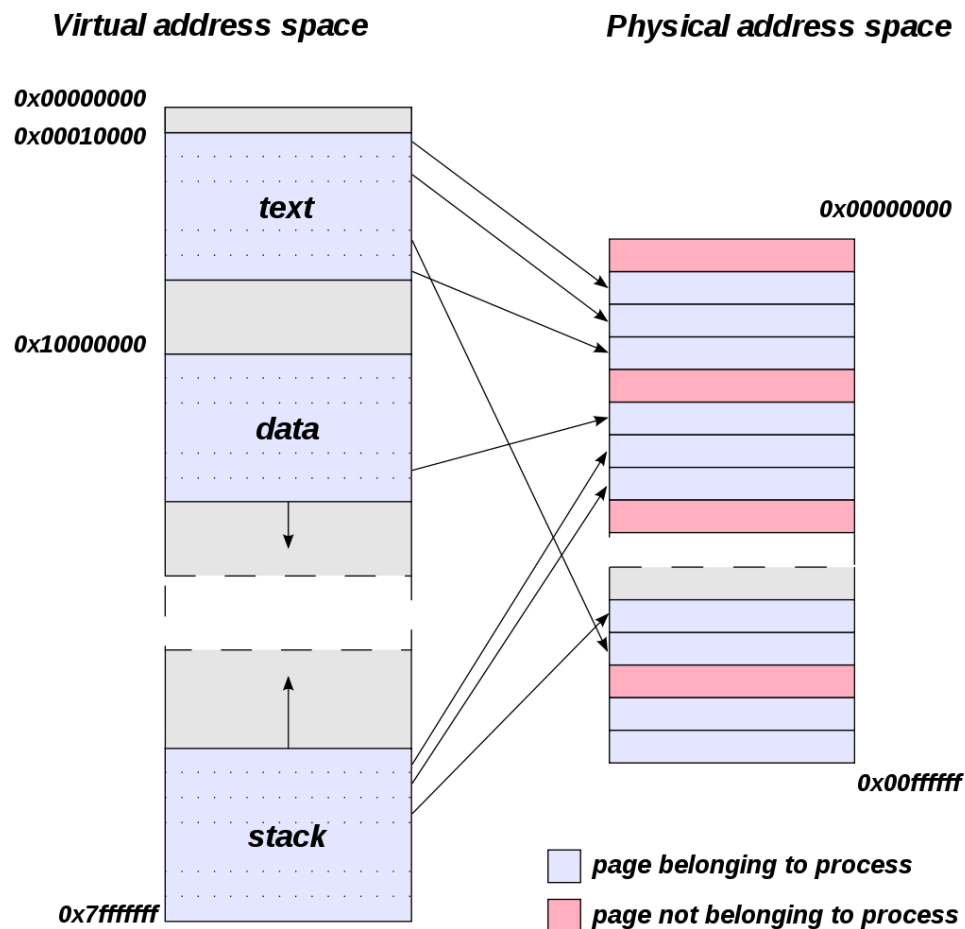 Virtual address space
Physical address space
0x00000000
0x00010000
text
0x00000000
0x10000000
data
stack
0x00ffffff
page belonging to process
0x7fffffff
page not belonging to process